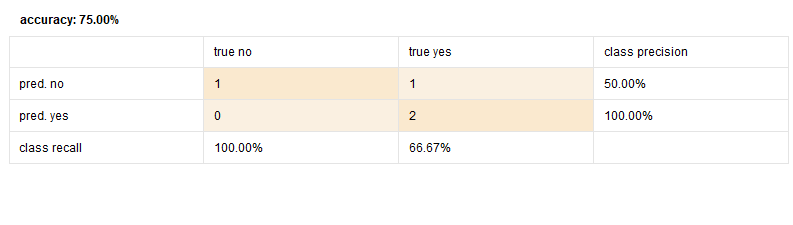 accuracy: 75.00%
true no true yes class precision
pred. no 1 1 50.00%
pred. yes 0 2 100.00%
class recall 100.00% 66.67%